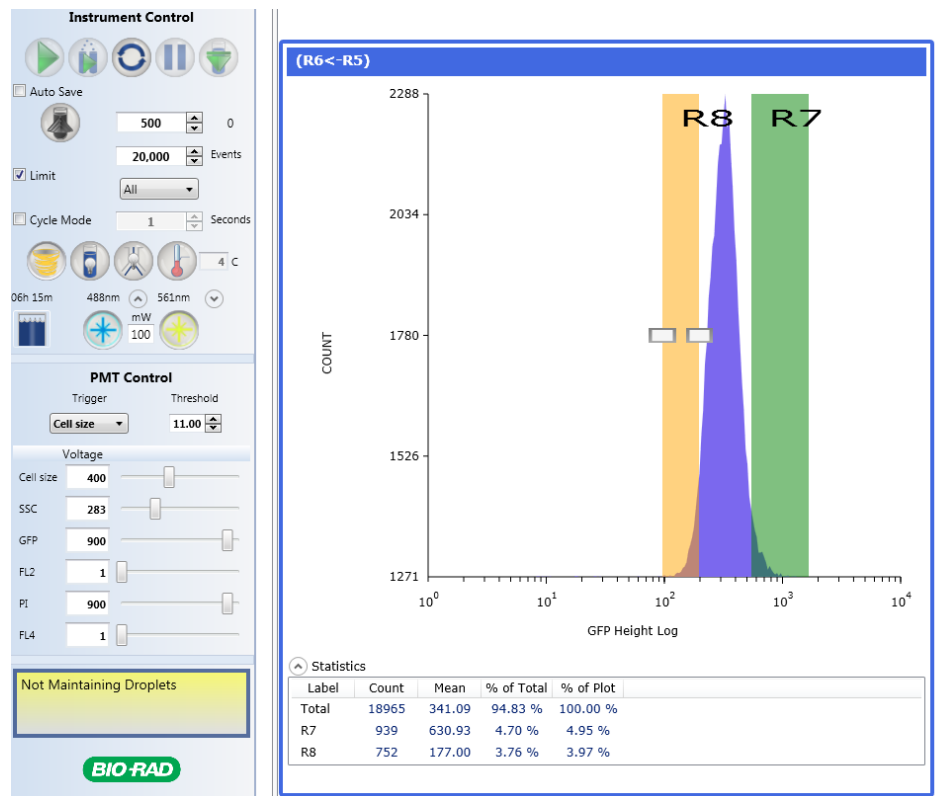 Instrument Control
Auto Save
500 0
20,000 Events
Limit
All
Cycle Mode 1 Seconds
4 C
06h 15m 488nm 561nm
mW
100
PMT Control
Trigger Threshold
Cell size 11.00
Voltage
Cell size 400
SSC 283
GFP 900
FL2 1
PI 900
FL4 1
Not Maintaining Droplets
BIO-RAD
(R6<-R5)
R8 R7
2288
2034
1780
1526
1271
COUNT
10⁰ 10¹ 10² 10³ 10⁴
GFP Height Log
Statistics
Label Count Mean % of Total % of Plot
Total 18965 341.09 94.83 % 100.00 %
R7 939 630.93 4.70 % 4.95 %
R8 752 177.00 3.76 % 3.97 %